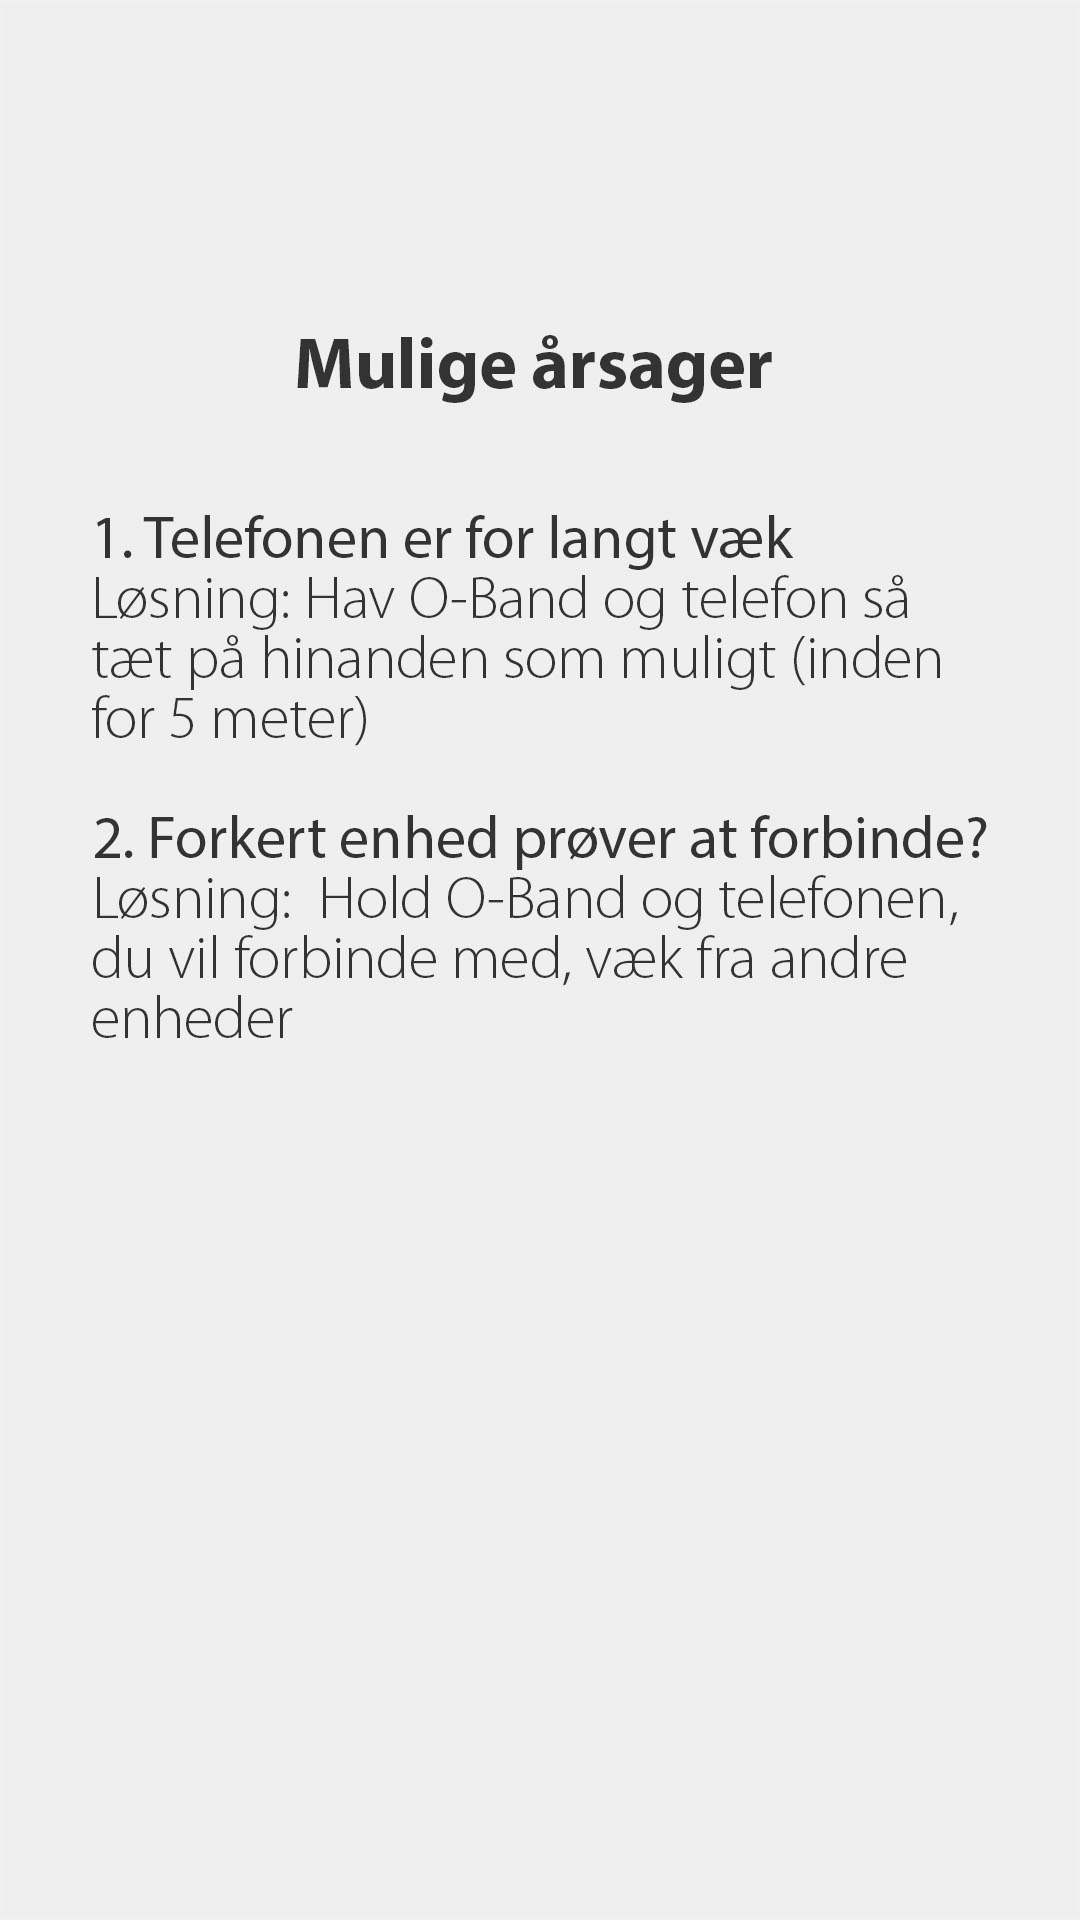 Mulige årsager
1. Telefonen er for langt væk
Løsning: Hav O-Band og telefon så
tæt på hinanden som muligt (inden
for 5 meter)
2. Forkert enhed prøver at forbinde?
Løsning:  Hold O-Band og telefonen,
du vil forbinde med, væk fra andre
enheder